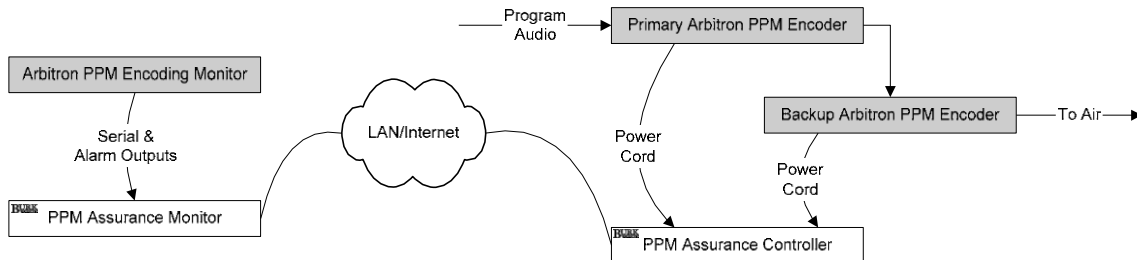 Program
Audio
Primary Arbitron PPM Encoder
Arbitron PPM Encoding Monitor
LAN/Internet
Backup Arbitron PPM Encoder
To Air
Serial &
Alarm Outputs
Power
Cord
Power
Cord
PPM Assurance Monitor
PPM Assurance Controller